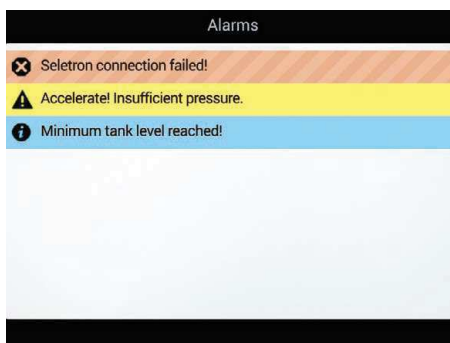 Alarms
Seletron connection failed!
Accelerate! Insufficient pressure.
Minimum tank level reached!